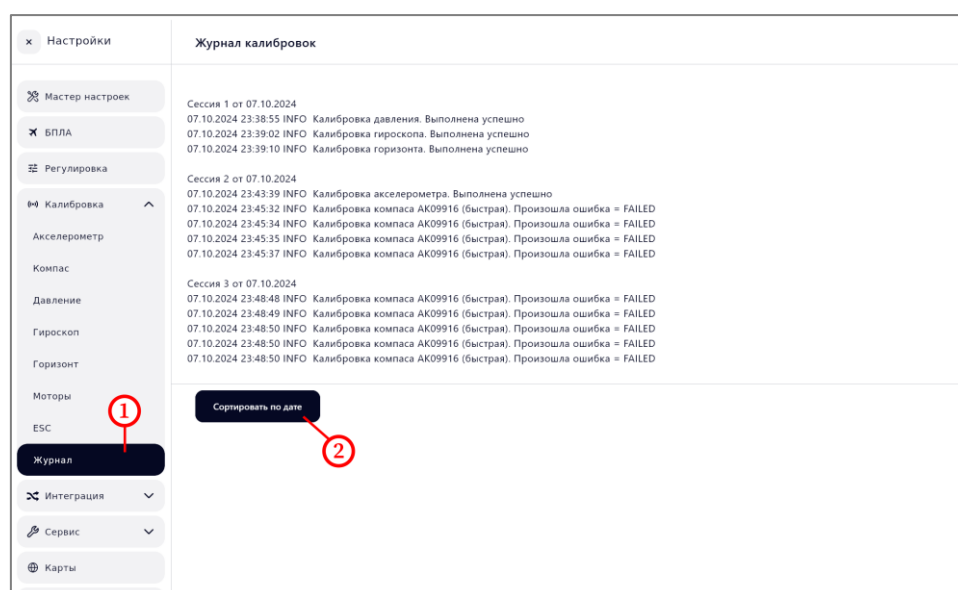 × Настройки
Журнал калибровок
Мастер настроек
БПЛА
Регулировка
Калибровка
Акселерометр
Компас
Давление
Гироскоп
Горизонт
Моторы
1
ESC
Журнал
Интеграция
Сервис
Карты
Сессия 1 от 07.10.2024
07.10.2024 23:38:55 INFO Калибровка давления. Выполнена успешно
07.10.2024 23:39:02 INFO Калибровка гироскопа. Выполнена успешно
07.10.2024 23:39:10 INFO Калибровка горизонта. Выполнена успешно
Сессия 2 от 07.10.2024
07.10.2024 23:43:39 INFO Калибровка акселерометра. Выполнена успешно
07.10.2024 23:45:32 INFO Калибровка компаса AK09916 (быстрая). Произошла ошибка = FAILED
07.10.2024 23:45:34 INFO Калибровка компаса AK09916 (быстрая). Произошла ошибка = FAILED
07.10.2024 23:45:35 INFO Калибровка компаса AK09916 (быстрая). Произошла ошибка = FAILED
07.10.2024 23:45:37 INFO Калибровка компаса AK09916 (быстрая). Произошла ошибка = FAILED
Сессия 3 от 07.10.2024
07.10.2024 23:48:48 INFO Калибровка компаса AK09916 (быстрая). Произошла ошибка = FAILED
07.10.2024 23:48:49 INFO Калибровка компаса AK09916 (быстрая). Произошла ошибка = FAILED
07.10.2024 23:48:50 INFO Калибровка компаса AK09916 (быстрая). Произошла ошибка = FAILED
07.10.2024 23:48:50 INFO Калибровка компаса AK09916 (быстрая). Произошла ошибка = FAILED
07.10.2024 23:48:50 INFO Калибровка компаса AK09916 (быстрая). Произошла ошибка = FAILED
Сортировать по дате
2